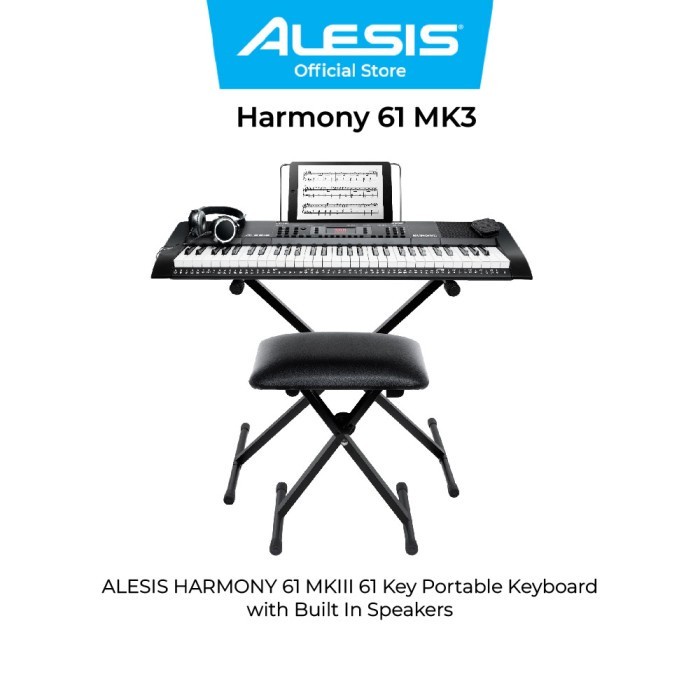 ALESIS
Official Store
Harmony 61 MK3
ALESIS HARMONY 61 MKIII 61 Key Portable Keyboard
with Built In Speakers